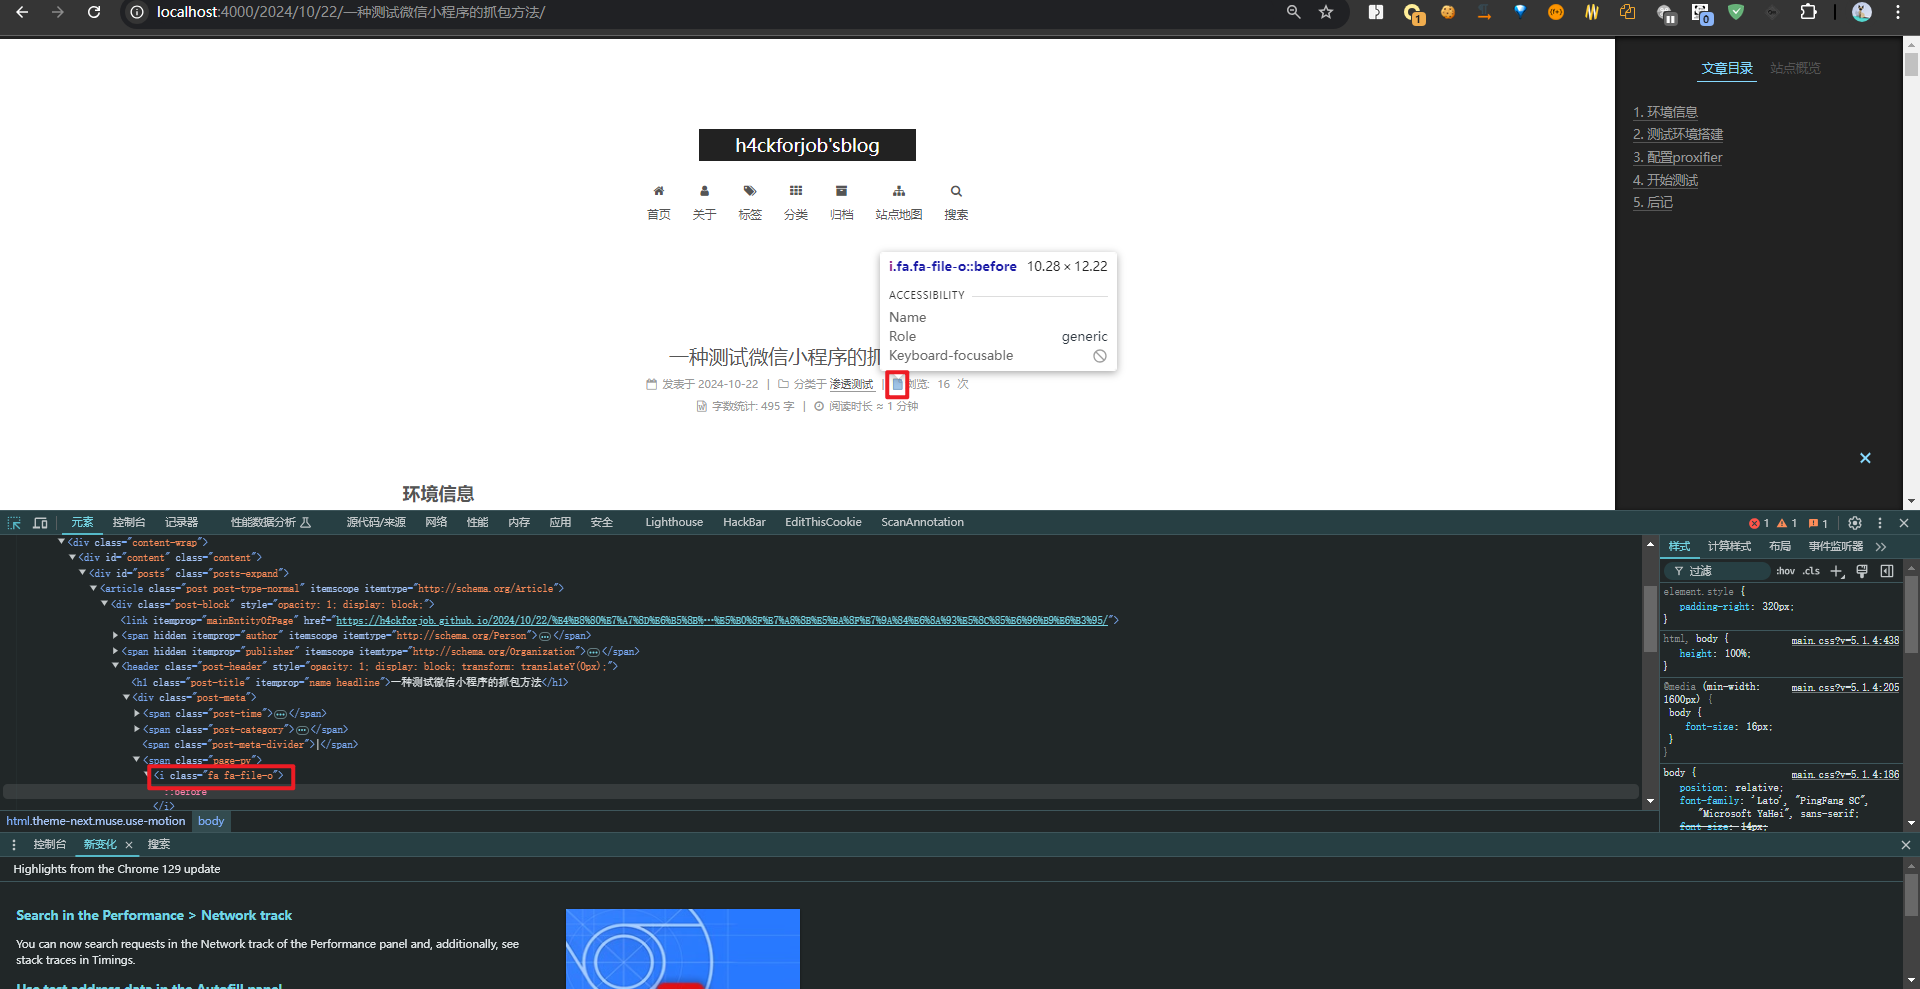 localhost:4000/2024/10/22/一种测试微信小程序的抓包方法/
1
0
文章目录 站点概览
1. 环境信息
2. 测试环境搭建
3. 配置proxifier
4. 开始测试
5. 后记
h4ckforjob'sblog
首页 关于 标签 分类 归档 站点地图 搜索
i.fa.fa-file-o::before 10.28 × 12.22
ACCESSIBILITY
Name
Role generic
Keyboard-focusable
一种测试微信小程序的抓
发表于 2024-10-22 | 分类于 渗透测试 | 浏览: 16 次
字数统计: 495 字 | 阅读时长 ≈ 1 分钟
环境信息
元素 控制台 记录器 性能数据分析 源代码/来源 网络 性能 内存 应用 安全 Lighthouse HackBar EditThisCookie ScanAnnotation 1 1 1
<div class="content-wrap">
<div id="content" class="content">
<div id="posts" class="posts-expand">
<article class="post post-type-normal" itemscope itemtype="http://schema.org/Article">
<div class="post-block" style="opacity: 1; display: block;">
<link itemprop="mainEntityOfPage" href="https://h4ckforjob.github.io/2024/10/22/%E4%B8%80%E7%A7%8D%E6%B5%8B%…%E5%B0%8F%E7%A8%8B%E5%BA%8F%E7%9A%84%E6%8A%93%E5%8C%85%E6%96%B9%E6%B3%95/">
<span hidden itemprop="author" itemscope itemtype="http://schema.org/Person">…</span>
<span hidden itemprop="publisher" itemscope itemtype="http://schema.org/Organization">…</span>
<header class="post-header" style="opacity: 1; display: block; transform: translateY(0px);">
<h1 class="post-title" itemprop="name headline">一种测试微信小程序的抓包方法</h1>
<div class="post-meta">
<span class="post-time">…</span>
<span class="post-category">…</span>
<span class="post-meta-divider">|</span>
<span class="page-pv">
<i class="fa fa-file-o">
::before
</i>
html.theme-next.muse.use-motion body
样式 计算样式 布局 事件监听器
过滤 :hov .cls
element.style {
padding-right: 320px;
}
html, body { main.css?v=5.1.4:438
height: 100%;
}
@media (min-width: main.css?v=5.1.4:205
1600px) {
body {
font-size: 16px;
}
}
body { main.css?v=5.1.4:186
position: relative;
font-family: 'Lato', "PingFang SC",
"Microsoft YaHei", sans-serif;
font-size: 14px;
控制台 新变化 搜索
Highlights from the Chrome 129 update
Search in the Performance > Network track
You can now search requests in the Network track of the Performance panel and, additionally, see
stack traces in Timings.
Use test address data in the Autofill panel